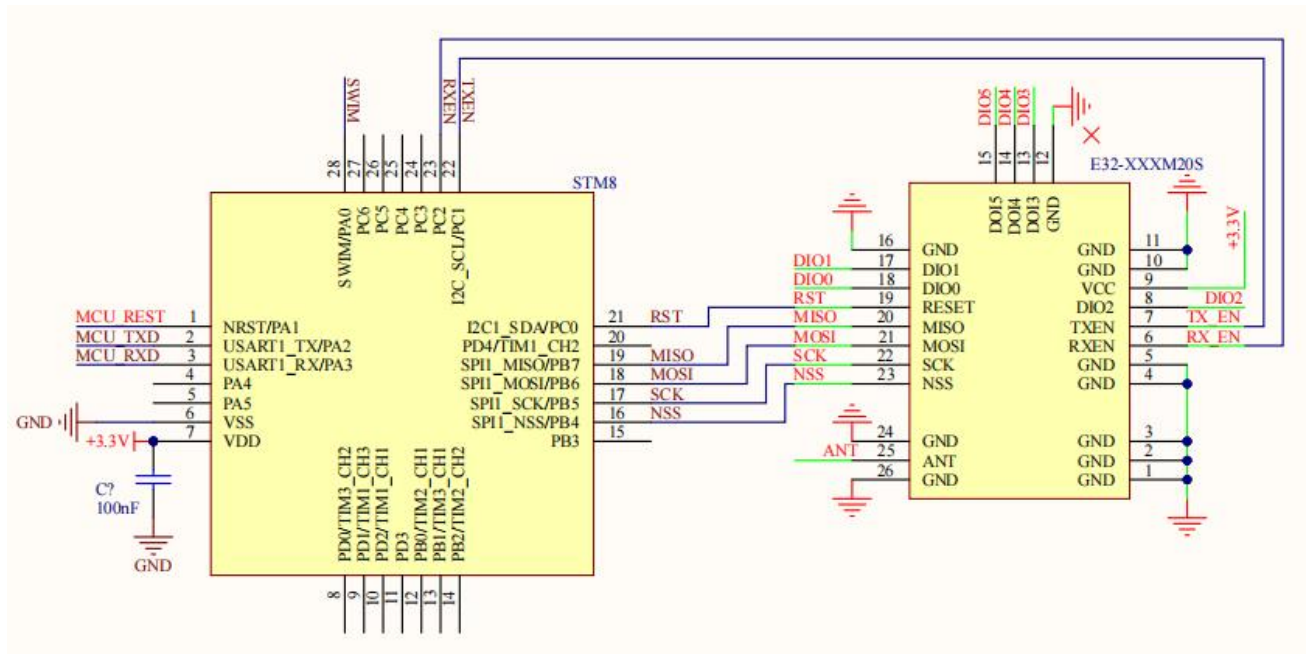 SWIM
RXEN
TXEN
28
27
26
25
24
23
22
STM8
SWIM/PA0
PC6
PC5
PC4
PC3
PC2
I2C_SCL/PC1
MCU_REST 1 NRST/PA1
MCU_TXD 2 USART1_TX/PA2
MCU_RXD 3 USART1_RX/PA3
4 PA4
5 PA5
GND 6 VSS
+3.3V 7 VDD
C?
100nF
GND
I2C1_SDA/PC0 21 RST
PD4/TIM1_CH2 20
SPI1_MISO/PB7 19 MISO
SPI1_MOSI/PB6 18 MOSI
SPI1_SCK/PB5 17 SCK
SPI1_NSS/PB4 16 NSS
PB3 15
PD0/TIM3_CH2
PD1/TIM1_CH3
PD2/TIM1_CH1
PD3
PB0/TIM2_CH1
PB1/TIM3_CH1
PB2/TIM2_CH2
8
9
10
11
12
13
14
DIO5
DIO4
DIO3
15
14
13
12
E32-XXXM20S
DOI5
DOI4
DOI3
GND
16 GND
DIO1 17 DIO1
DIO0 18 DIO0
RST 19 RESET
MISO 20 MISO
MOSI 21 MOSI
SCK 22 SCK
NSS 23 NSS
24 GND
ANT 25 ANT
26 GND
GND 11
GND 10
VCC 9 +3.3V
DIO2 8 DIO2
TXEN 7 TX_EN
RXEN 6 RX_EN
GND 5
GND 4
GND 3
GND 2
GND 1